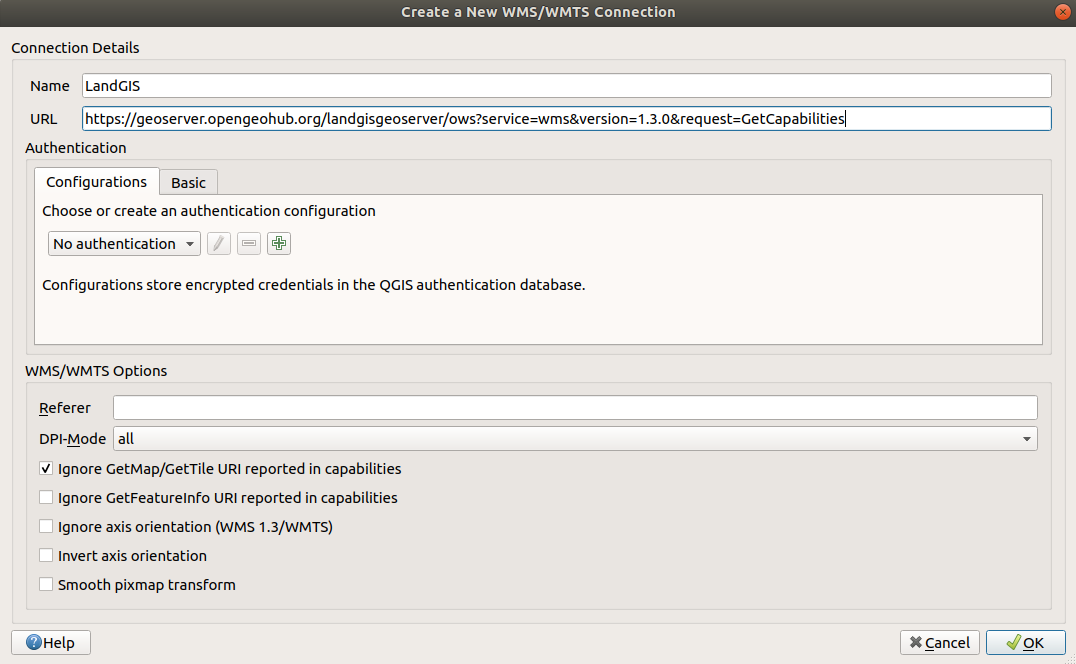 Create a New WMS/WMTS Connection
Connection Details
Name LandGIS
URL https://geoserver.opengeohub.org/landgisgeoserver/ows?service=wms&version=1.3.0&request=GetCapabilities
Authentication
Configurations Basic
Choose or create an authentication configuration
No authentication
Configurations store encrypted credentials in the QGIS authentication database.
WMS/WMTS Options
Referer
DPI-Mode all
Ignore GetMap/GetTile URI reported in capabilities
Ignore GetFeatureInfo URI reported in capabilities
Ignore axis orientation (WMS 1.3/WMTS)
Invert axis orientation
Smooth pixmap transform
Help Cancel OK